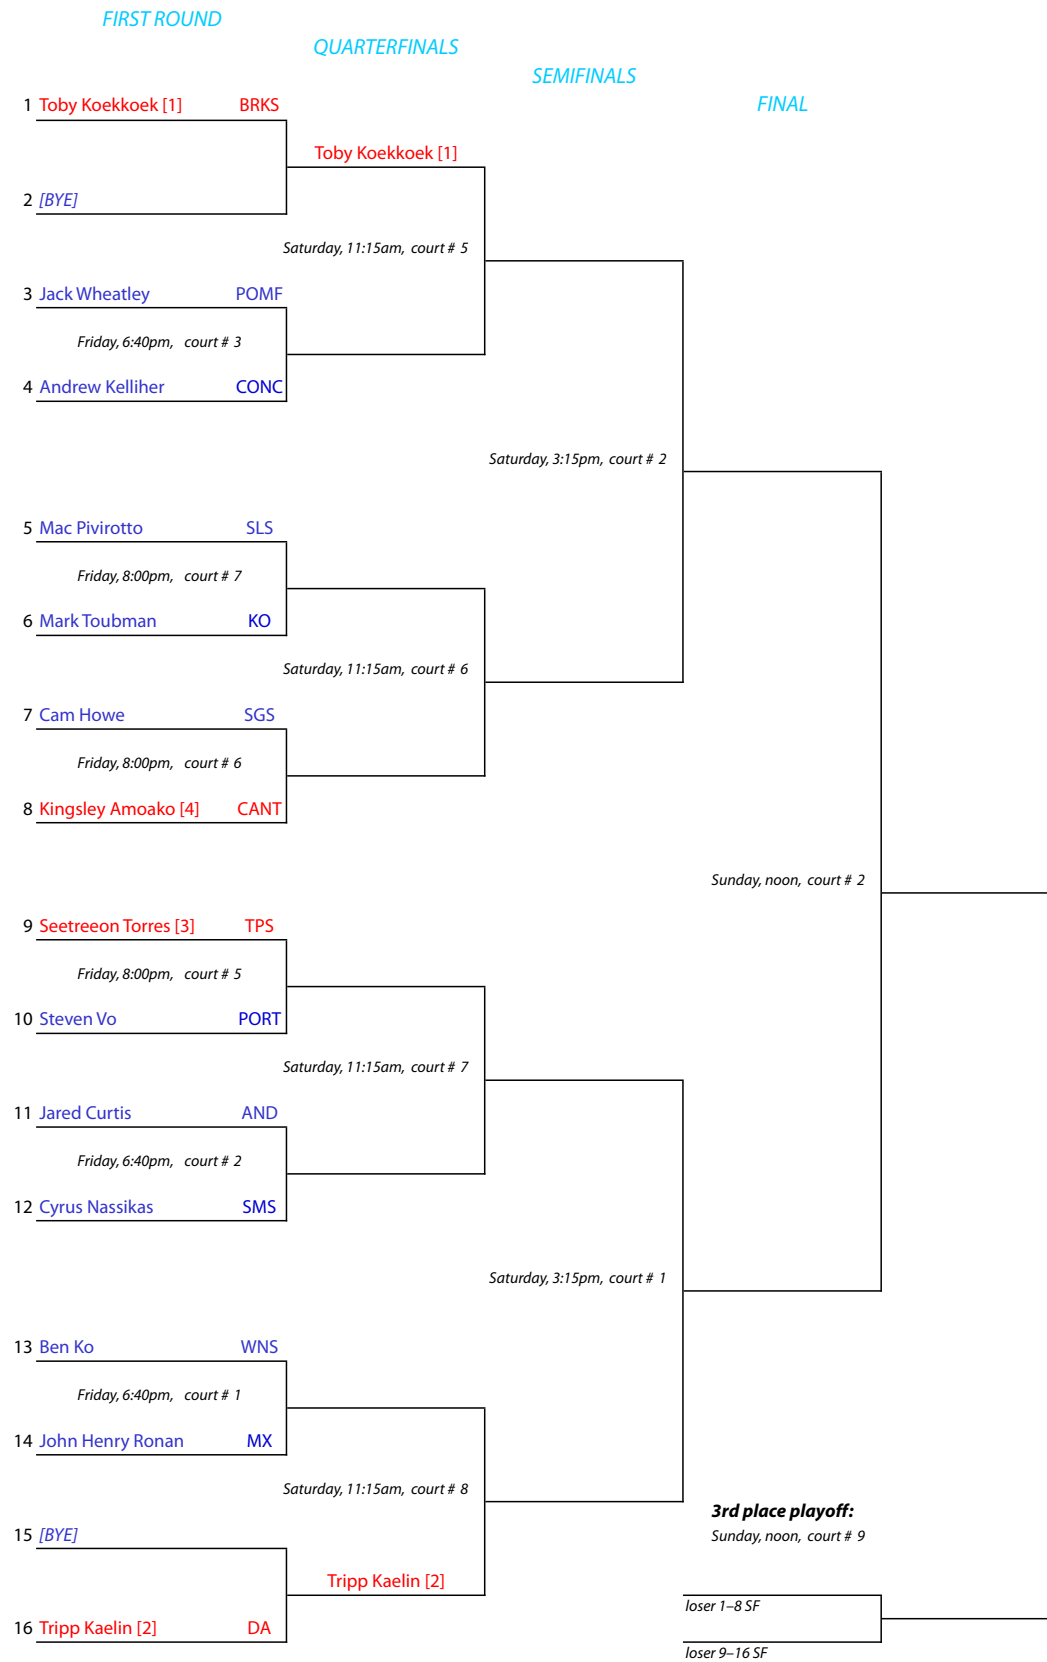 FIRST ROUND
QUARTERFINALS
SEMIFINALS
FINAL
1 Toby Koekkoek [1] BRKS
Toby Koekkoek [1]
2 [BYE]
Saturday, 11:15am, court # 5
3 Jack Wheatley POMF
Friday, 6:40pm, court # 3
4 Andrew Kelliher CONC
Saturday, 3:15pm, court # 2
5 Mac Pivirotto SLS
Friday, 8:00pm, court # 7
6 Mark Toubman KO
Saturday, 11:15am, court # 6
7 Cam Howe SGS
Friday, 8:00pm, court # 6
8 Kingsley Amoako [4] CANT
Sunday, noon, court # 2
9 Seetreeon Torres [3] TPS
Friday, 8:00pm, court # 5
10 Steven Vo PORT
Saturday, 11:15am, court # 7
11 Jared Curtis AND
Friday, 6:40pm, court # 2
12 Cyrus Nassikas SMS
Saturday, 3:15pm, court # 1
13 Ben Ko WNS
Friday, 6:40pm, court # 1
14 John Henry Ronan MX
Saturday, 11:15am, court # 8
3rd place playoff:
15 [BYE]
Sunday, noon, court # 9
Tripp Kaelin [2]
loser 1–8 SF
16 Tripp Kaelin [2] DA
loser 9–16 SF